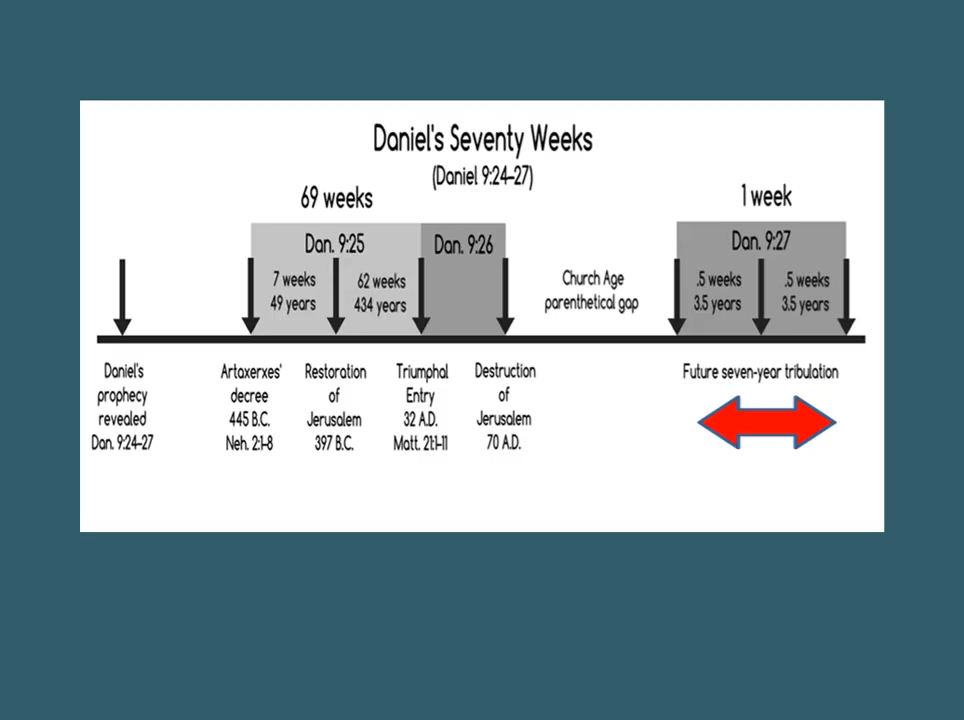 Daniel's Seventy Weeks
(Daniel 9:24-27)
69 weeks
1 week
Dan. 9:25
Dan. 9:26
Dan. 9:27
7 weeks
49 years
62 weeks
434 years
Church Age
parenthetical gap
.5 weeks
3.5 years
.5 weeks
3.5 years
Daniel's
prophecy
revealed
Dan. 9:24-27
Artaxerxes'
decree
445 B.C.
Neh. 2:1-8
Restoration
of
Jerusalem
397 B.C.
Triumphal
Entry
32 A.D.
Matt. 21:1-11
Destruction
of
Jerusalem
70 A.D.
Future seven-year tribulation